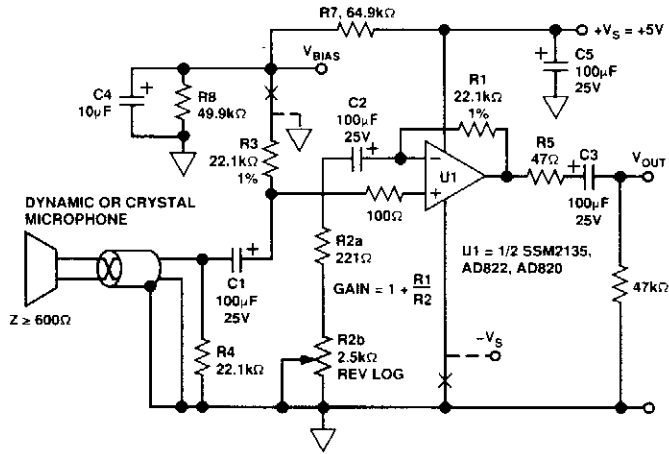 R7, 64.9kΩ
+VS = +5V
VBIAS
C4
10μF
+
R8
49.9kΩ
C5
100μF
25V
+
R1
22.1kΩ
1%
C2
100μF
25V
+
R3
22.1kΩ
1%
−
+
U1
R5
47Ω
C3
+
100μF
25V
VOUT
100Ω
DYNAMIC OR CRYSTAL
MICROPHONE
Z ≥ 600Ω
C1
+
100μF
25V
R2a
221Ω
GAIN = 1 + R1
R2
U1 = 1/2 SSM2135,
AD822, AD820
47kΩ
R4
22.1kΩ
R2b
2.5kΩ
REV LOG
−VS